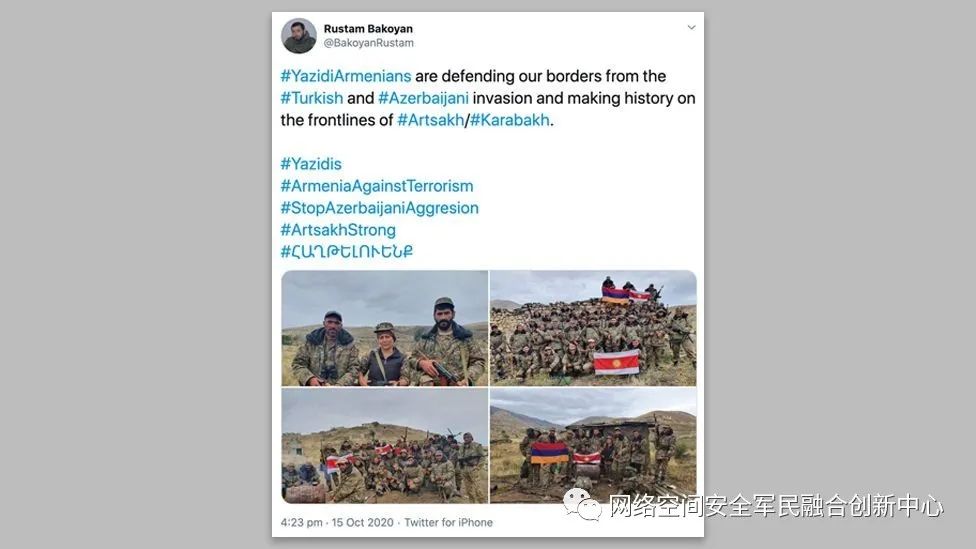 Rustam Bakoyan
@BakoyanRustam
#YazidiArmenians are defending our borders from the
#Turkish and #Azerbaijani invasion and making history on
the frontlines of #Artsakh/#Karabakh.
#Yazidis
#ArmeniaAgainstTerrorism
#StopAzerbaijaniAggresion
#ArtsakhStrong
#ՀԱՂԹԵԼՈՒԵՆՔ
4:23 pm · 15 Oct 2020 · Twitter for iPhone
网络空间安全军民融合创新中心